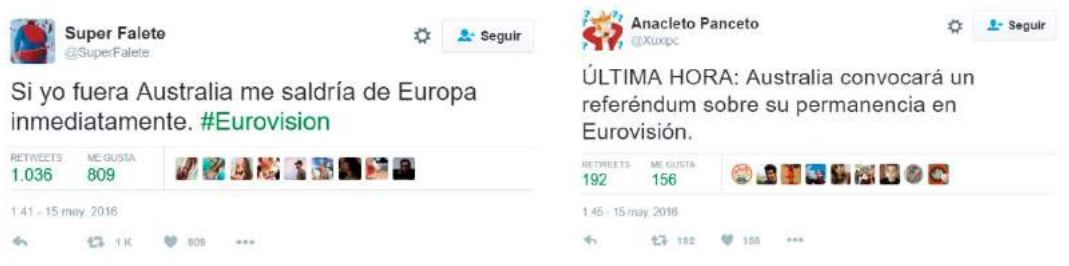 Super Falete
@SuperFalete
Seguir
Si yo fuera Australia me saldría de Europa
inmediatamente. #Eurovision
RETWEETS ME GUSTA
1.036 809
1:41 - 15 may. 2016
1 K 809
Anacleto Panceto
@Xuxipc
Seguir
ÚLTIMA HORA: Australia convocará un
referéndum sobre su permanencia en
Eurovisión.
RETWEETS ME GUSTA
192 156
1:45 - 15 may. 2016
192 156